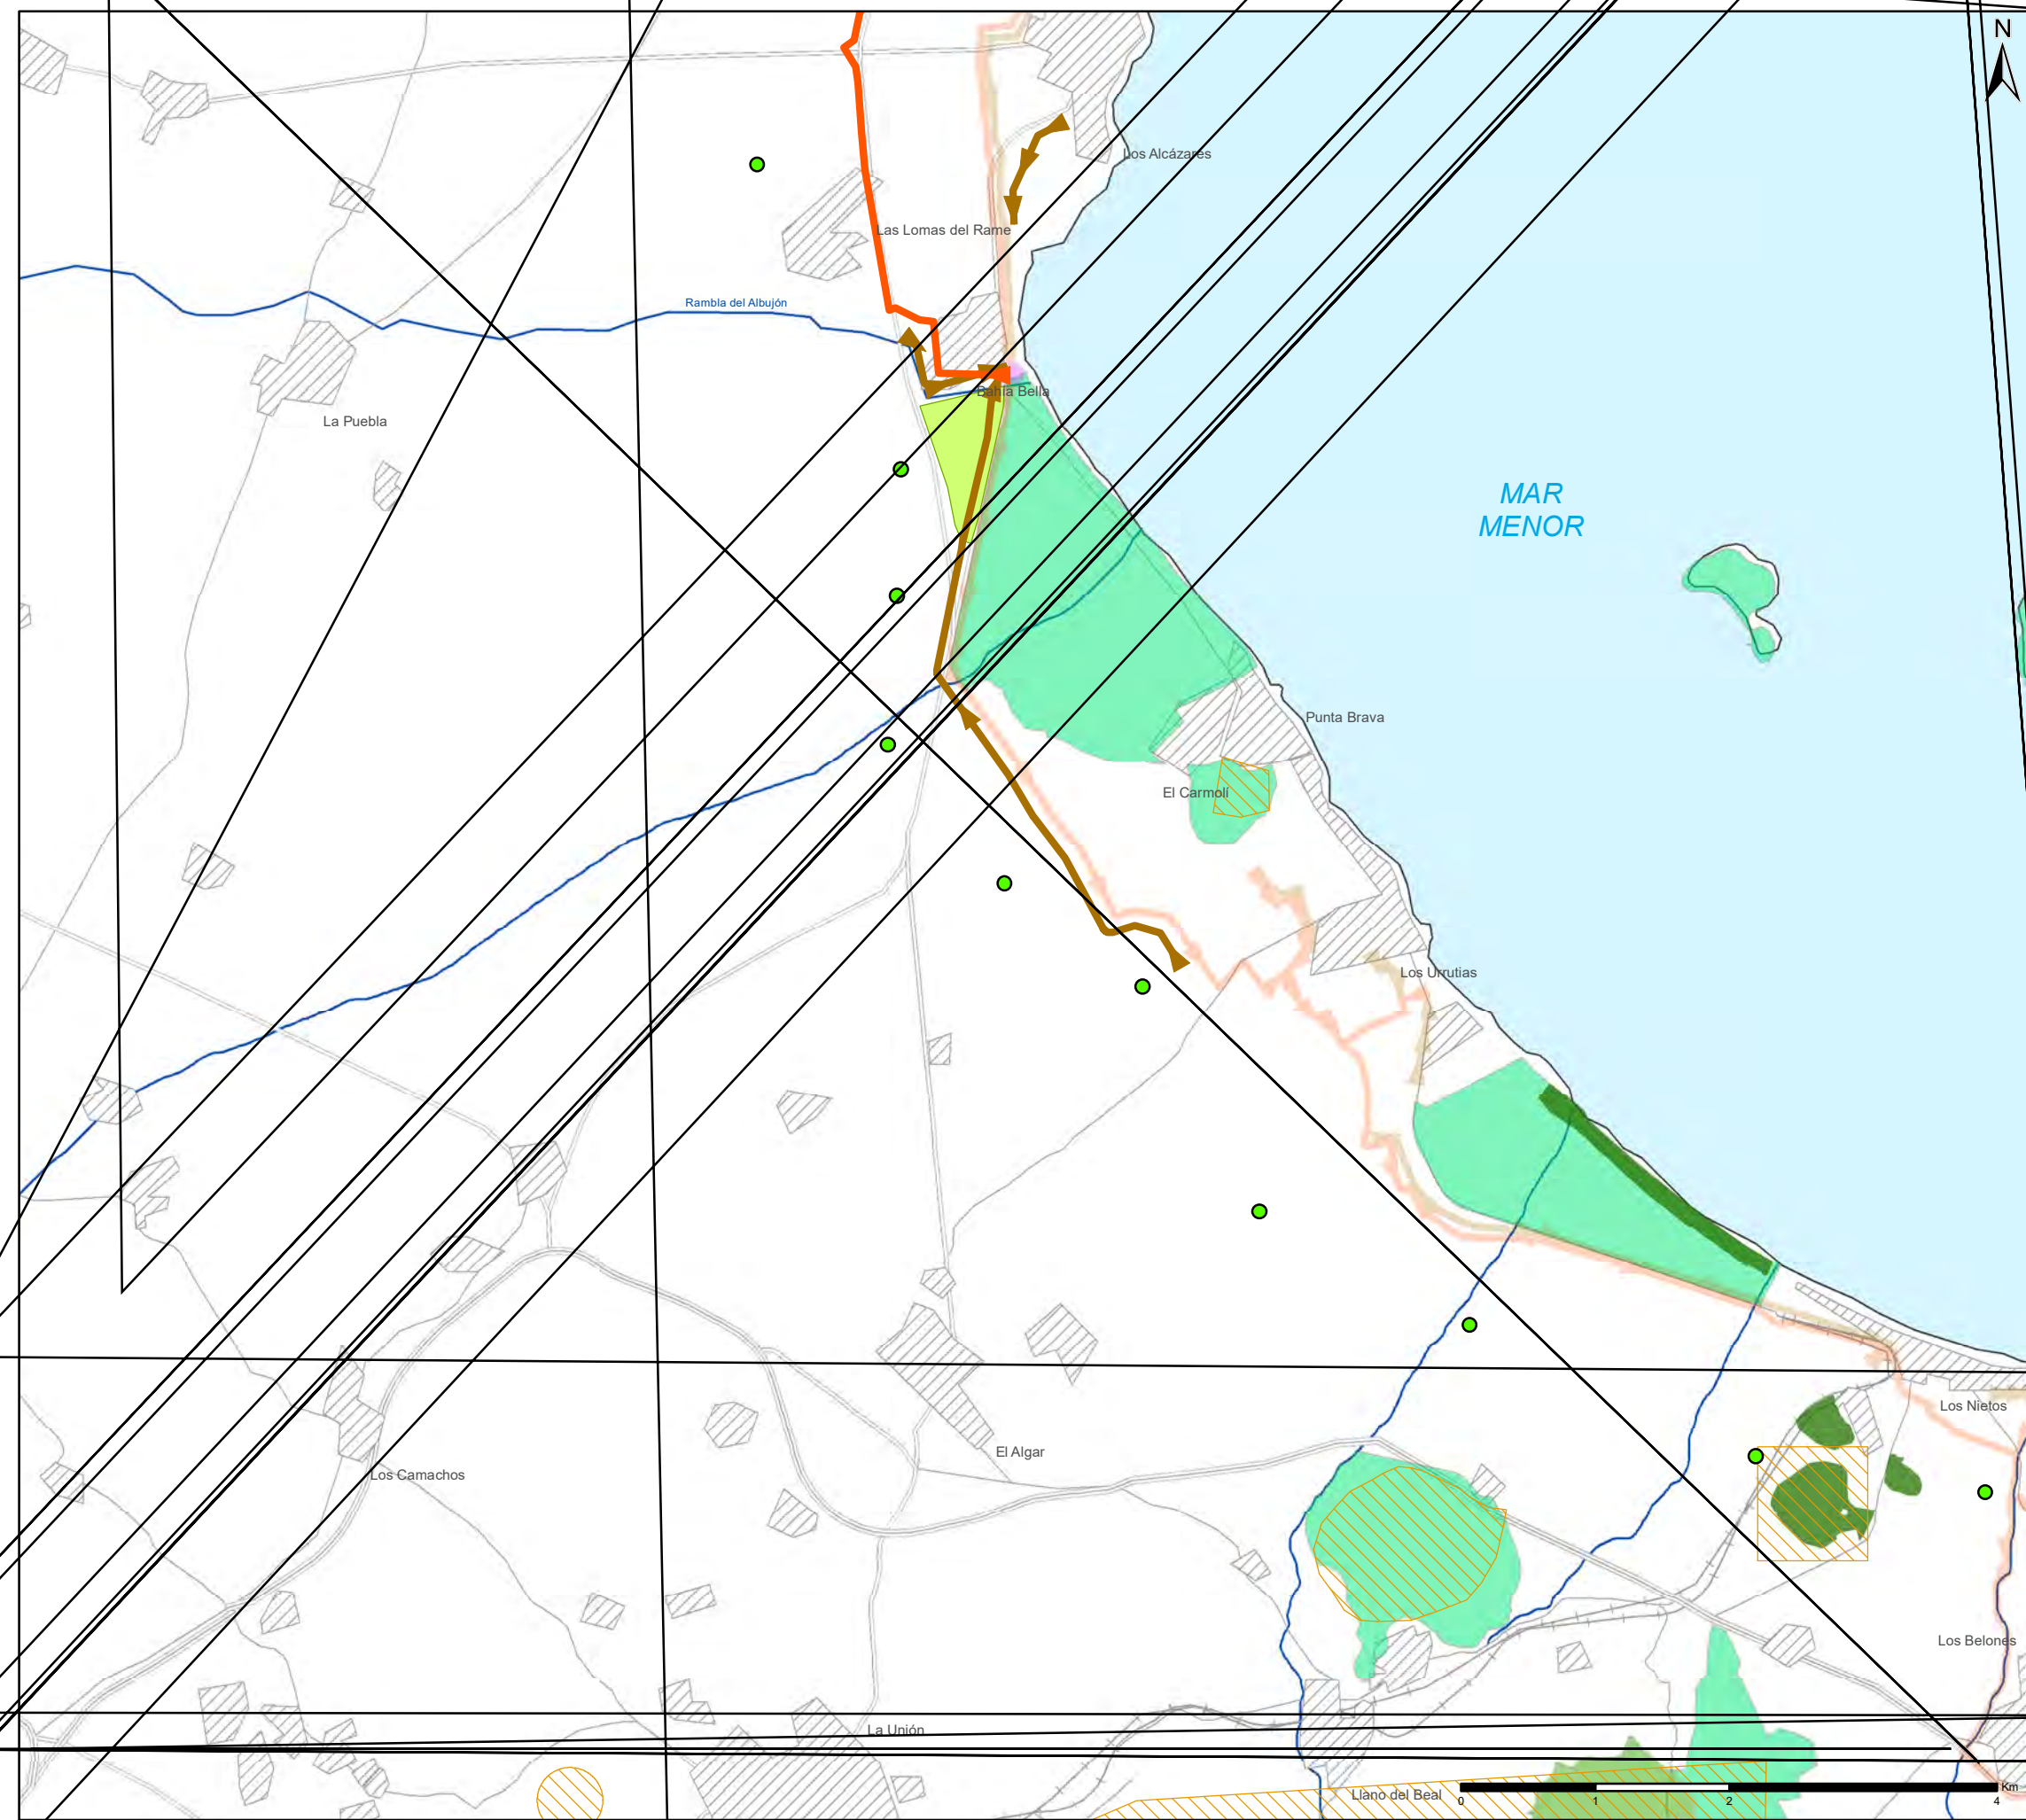 N
Los Alcázares
Las Lomas del Rame
Rambla del Albujón
Bahía Bella
La Puebla
MAR
MENOR
Punta Brava
El Carmolí
Los Urrutias
Los Nietos
El Algar
Los Camachos
Los Belones
La Unión
Llano del Beal
Km
0 1 2 4